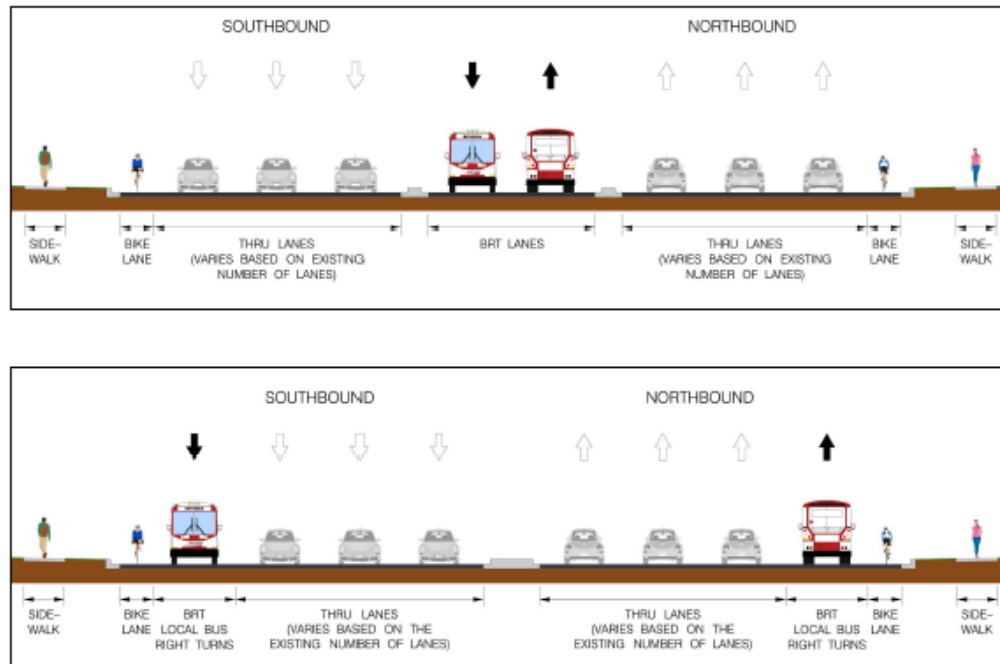 SOUTHBOUND NORTHBOUND
SIDE-
WALK
BIKE
LANE
THRU LANES
(VARIES BASED ON EXISTING
NUMBER OF LANES)
BRT LANES
THRU LANES
(VARIES BASED ON EXISTING
NUMBER OF LANES)
BIKE
LANE
SIDE-
WALK
SOUTHBOUND NORTHBOUND
SIDE-
WALK
BIKE
LANE
BRT
LOCAL BUS
RIGHT TURNS
THRU LANES
(VARIES BASED ON THE
EXISTING NUMBER OF LANES)
THRU LANES
(VARIES BASED ON THE
EXISTING NUMBER OF LANES)
BRT
LOCAL BUS
RIGHT TURNS
BIKE
LANE
SIDE-
WALK